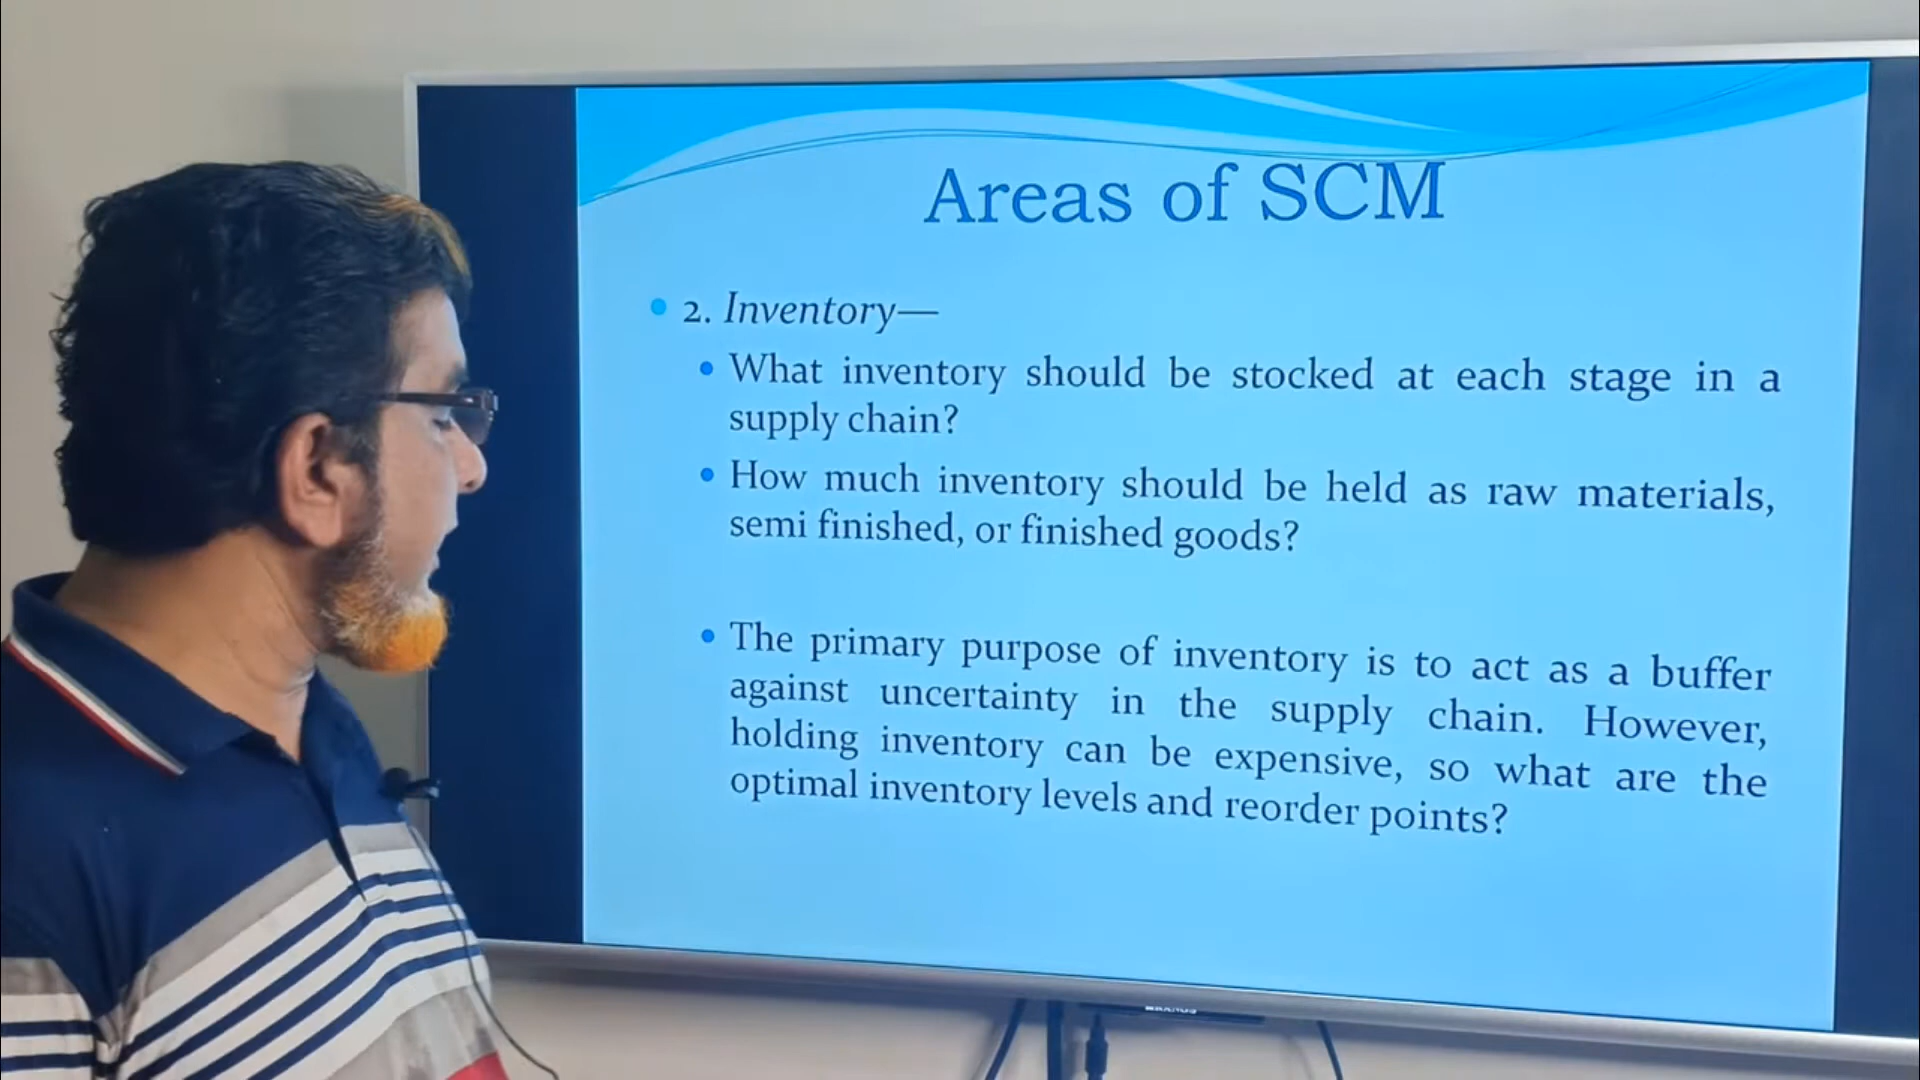 Areas of SCM
2. Inventory—
What inventory should be stocked at each stage in a
supply chain?
How much inventory should be held as raw materials,
semi finished, or finished goods?
The primary purpose of inventory is to act as a buffer
against uncertainty in the supply chain. However,
holding inventory can be expensive, so what are the
optimal inventory levels and reorder points?